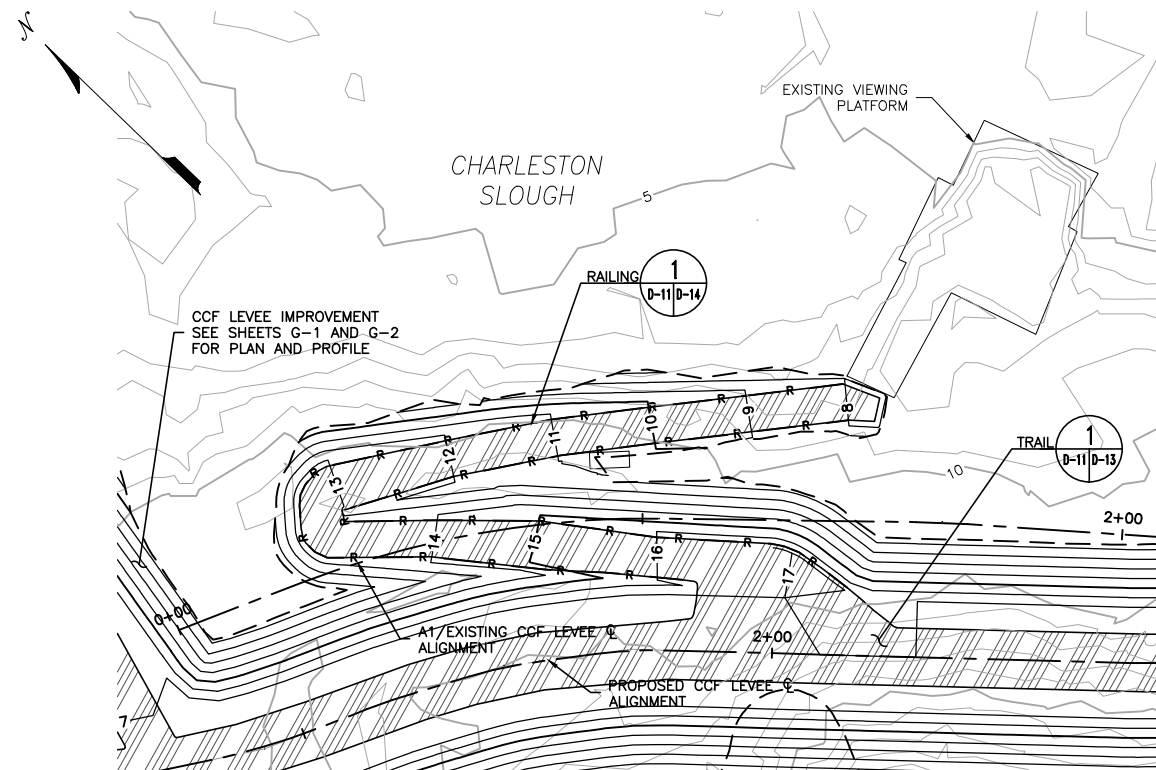 N
EXISTING VIEWING
PLATFORM
CHARLESTON
SLOUGH
5
RAILING
1
D-11 D-14
CCF LEVEE IMPROVEMENT
SEE SHEETS G-1 AND G-2
FOR PLAN AND PROFILE
R R R R R
8
9
10
11
12
13
R R R R R R
TRAIL
1
D-11 D-13
10
2+00
R R R R R R R R
14
15
16
17
R R R R R
0+00
A1/EXISTING CCF LEVEE ℄
ALIGNMENT
2+00
PROPOSED CCF LEVEE ℄
ALIGNMENT
7